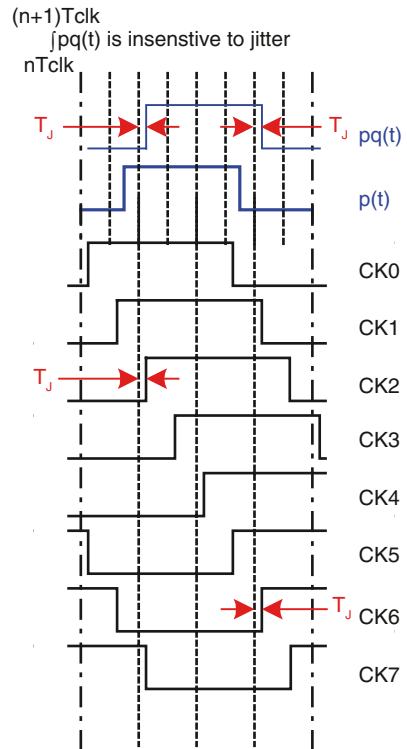 (n+1)Tclk
∫pq(t) is insenstive to jitter
nTclk
TJ TJ pq(t)
p(t)
CK0
CK1
TJ CK2
CK3
CK4
CK5
TJ CK6
CK7